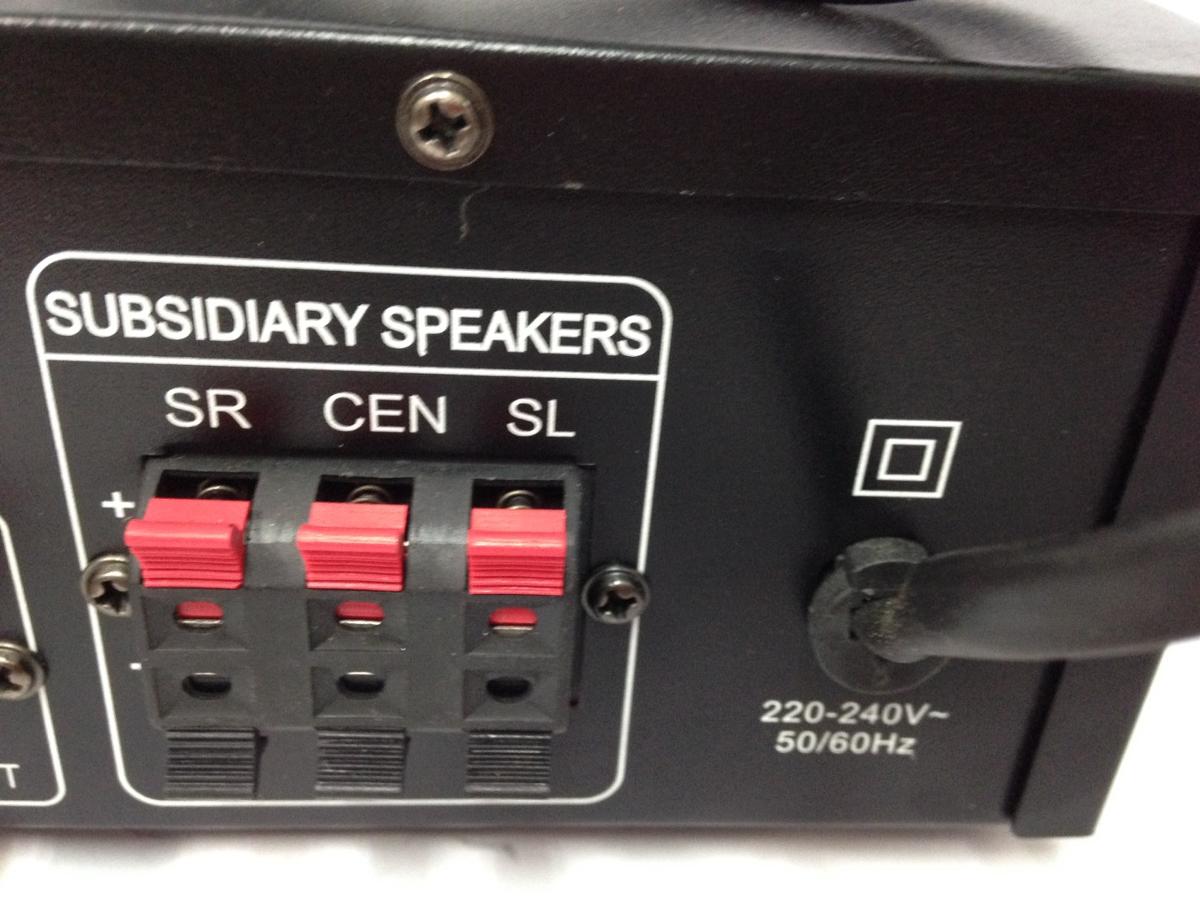 SUBSIDIARY SPEAKERS
SR CEN SL
+
-
T
220-240V~
50/60Hz